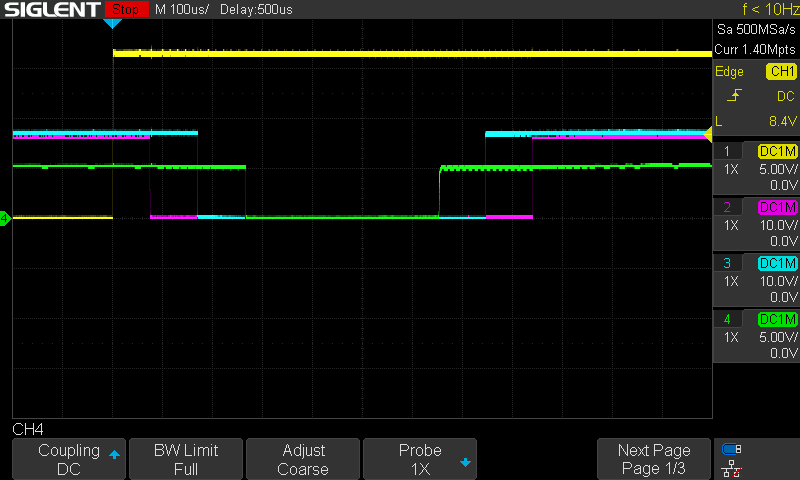 SIGLENT Stop M 100us/ Delay:500us f < 10Hz
Sa 500MSa/s
Curr 1.40Mpts
Edge CH1
DC
L 8.4V
1 DC1M
1X 5.00V/
0.0V
2 DC1M
1X 10.0V/
0.0V
3 DC1M
1X 10.0V/
0.0V
4 DC1M
1X 5.00V/
0.0V
4
CH4
Coupling BW Limit Adjust Probe Next Page
DC Full Coarse 1X Page 1/3